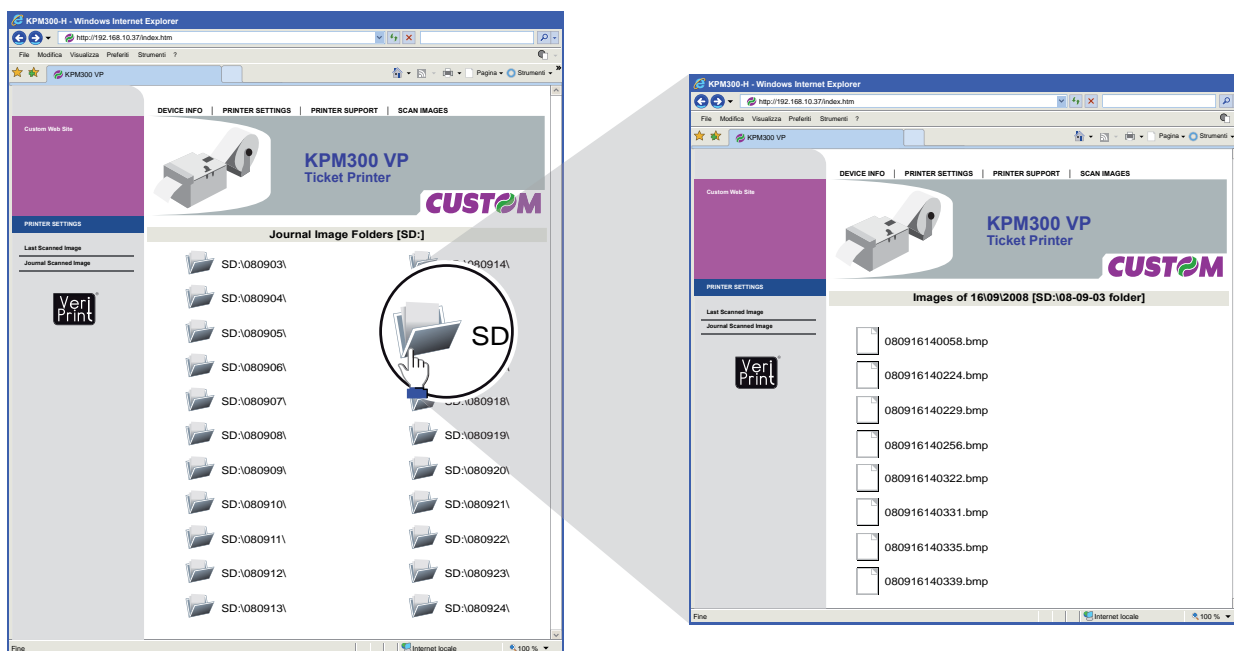 KPM300-H - Windows Internet Explorer
http://192.168.10.37/index.htm
File Modifica Visualizza Preferiti Strumenti ?
KPM300 VP
Pagina Strumenti »
DEVICE INFO | PRINTER SETTINGS | PRINTER SUPPORT | SCAN IMAGES
Custom Web Site
KPM300 VP
Ticket Printer
CUSTOM
PRINTER SETTINGS
Journal Image Folders [SD:]
Last Scanned Image
Journal Scanned Image
Veri
Print
SD:\080903\
SD:\080904\
SD:\080905\
SD:\080906\
SD:\080907\
SD:\080908\
SD:\080909\
SD:\080910\
SD:\080911\
SD:\080912\
SD:\080913\
080914\
SD
SD:\080918\
SD:\080919\
SD:\080920\
SD:\080921\
SD:\080922\
SD:\080923\
SD:\080924\
Fine Internet locale 100 %
KPM300-H - Windows Internet Explorer
http://192.168.10.37/index.htm
File Modifica Visualizza Preferiti Strumenti ?
KPM300 VP
Pagina Strumenti
DEVICE INFO | PRINTER SETTINGS | PRINTER SUPPORT | SCAN IMAGES
Custom Web Site
KPM300 VP
Ticket Printer
CUSTOM
PRINTER SETTINGS
Images of 16\09\2008 [SD:\08-09-03 folder]
Last Scanned Image
Journal Scanned Image
Veri
Print
080916140058.bmp
080916140224.bmp
080916140229.bmp
080916140256.bmp
080916140322.bmp
080916140331.bmp
080916140335.bmp
080916140339.bmp
Fine Internet locale 100 %